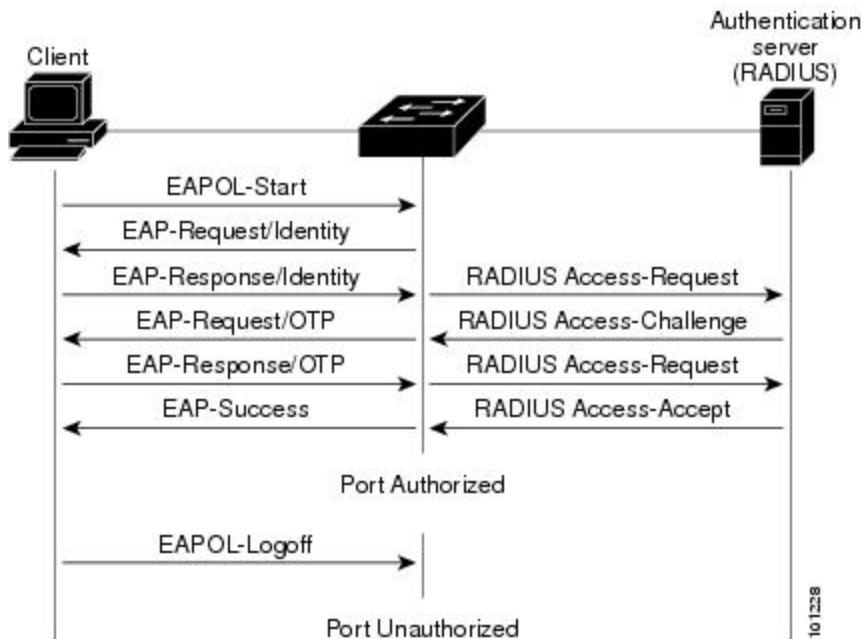 Authentication
server
(RADIUS)
Client
EAPOL-Start
EAP-Request/Identity
EAP-Response/Identity
RADIUS Access-Request
EAP-Request/OTP
RADIUS Access-Challenge
EAP-Response/OTP
RADIUS Access-Request
EAP-Success
RADIUS Access-Accept
Port Authorized
EAPOL-Logoff
Port Unauthorized
101228